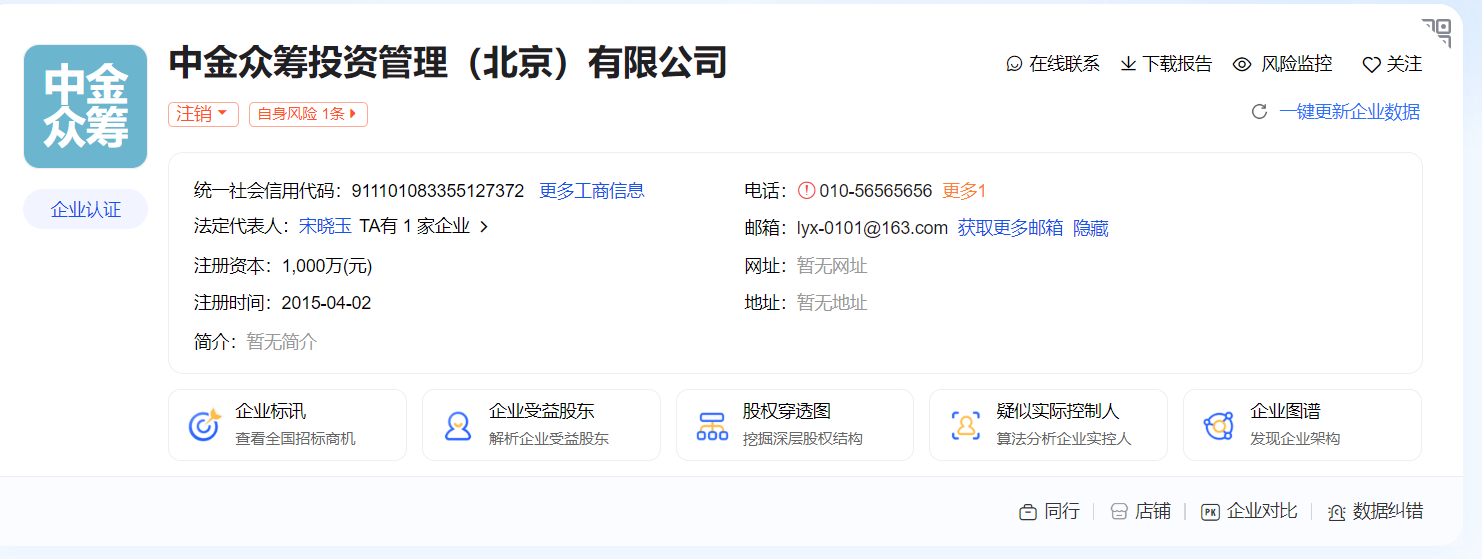 中金
众筹
中金众筹投资管理（北京）有限公司
在线联系 下载报告 风险监控 关注
注销 自身风险 1条
一键更新企业数据
企业认证
统一社会信用代码：911101083355127372 更多工商信息
电话：010-56565656 更多1
法定代表人：宋晓玉 TA有 1 家企业
邮箱：lyx-0101@163.com 获取更多邮箱 隐藏
注册资本：1,000万(元)
网址：暂无网址
注册时间：2015-04-02
地址：暂无地址
简介：暂无简介
企业标讯
查看全国招标商机
企业受益股东
解析企业受益股东
股权穿透图
挖掘深层股权结构
疑似实际控制人
算法分析企业实控人
企业图谱
发现企业架构
同行 店铺 PK 企业对比 数据纠错